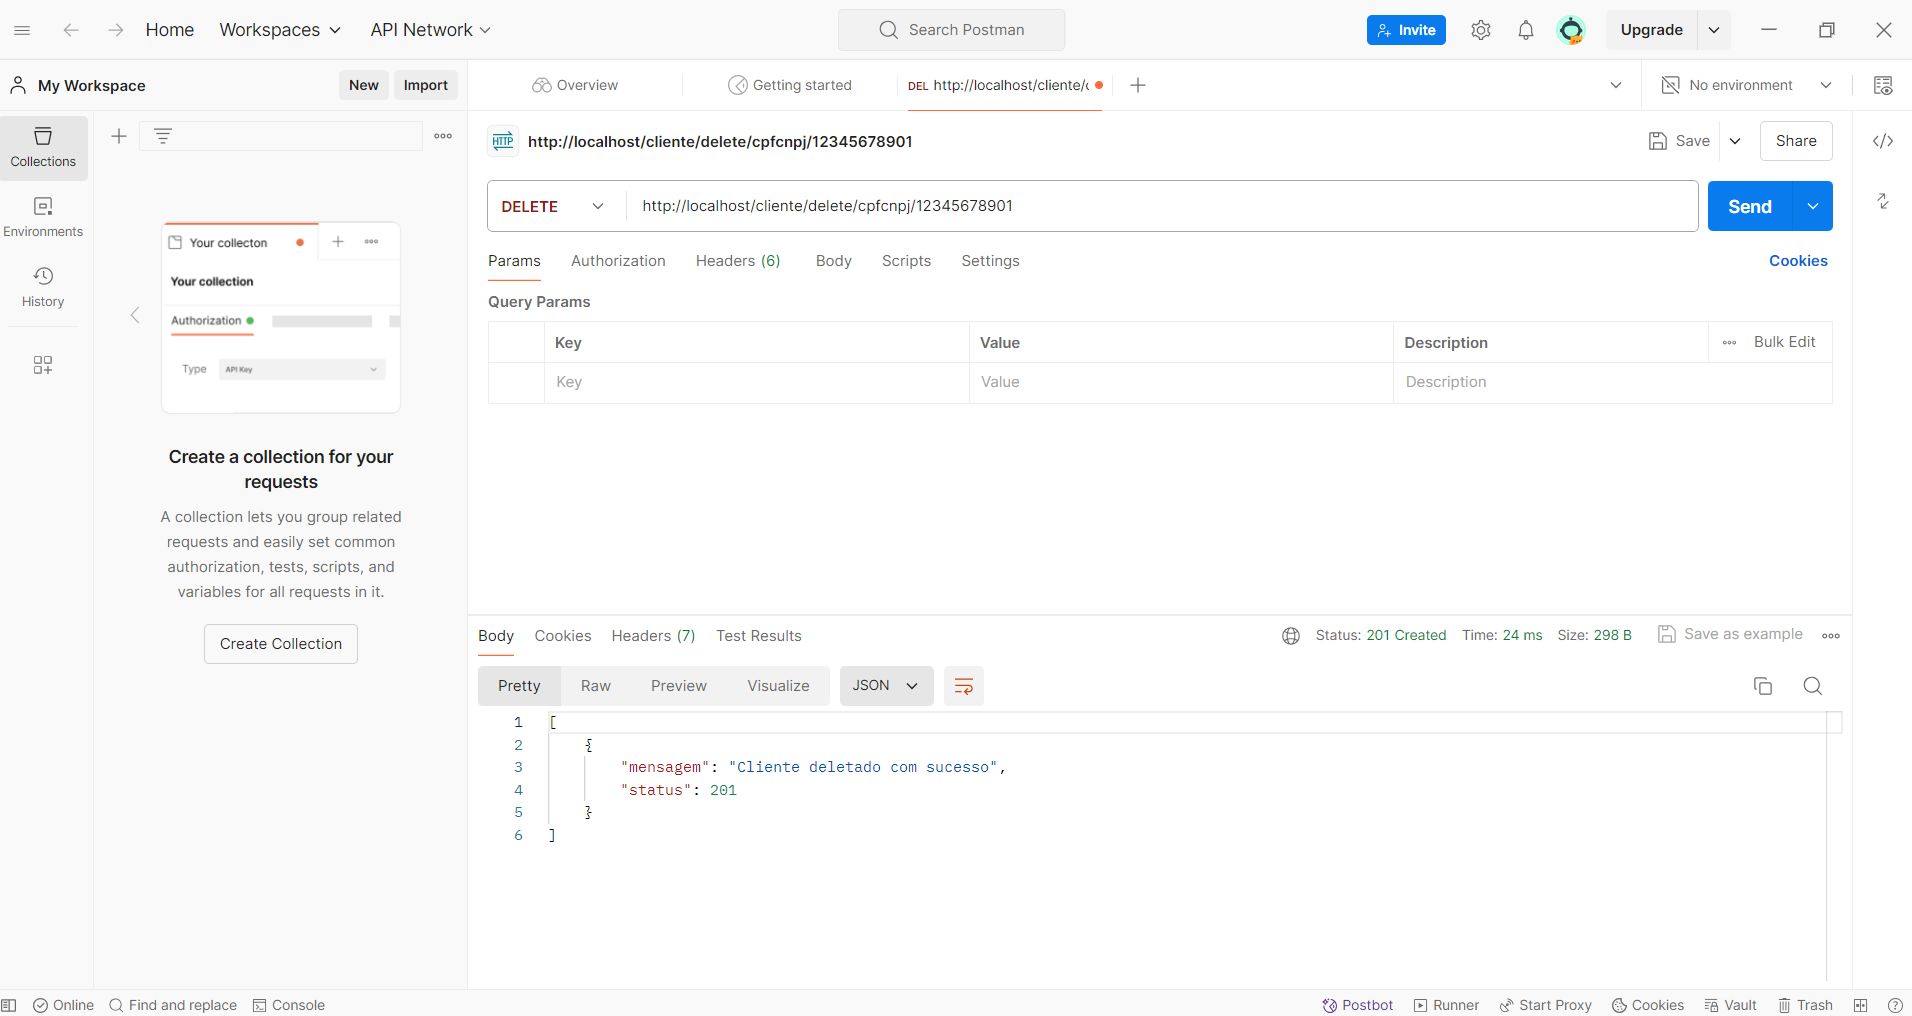 Home Workspaces API Network Search Postman Invite Upgrade
My Workspace New Import
Overview Getting started DEL http://localhost/cliente/ No environment
Collections
Environments
History
Your collecton
Your collection
Authorization
Type API Key
Create a collection for your
requests
A collection lets you group related
requests and easily set common
authorization, tests, scripts, and
variables for all requests in it.
Create Collection
HTTP http://localhost/cliente/delete/cpfcnpj/12345678901 Save Share
DELETE http://localhost/cliente/delete/cpfcnpj/12345678901 Send
Params Authorization Headers (6) Body Scripts Settings Cookies
Query Params
Key Value Description Bulk Edit
Key Value Description
Body Cookies Headers (7) Test Results Status: 201 Created Time: 24 ms Size: 298 B Save as example
Pretty Raw Preview Visualize JSON
1 [
2 {
3 "mensagem": "Cliente deletado com sucesso",
4 "status": 201
5 }
6 ]
Online Find and replace Console Postbot Runner Start Proxy Cookies Vault Trash